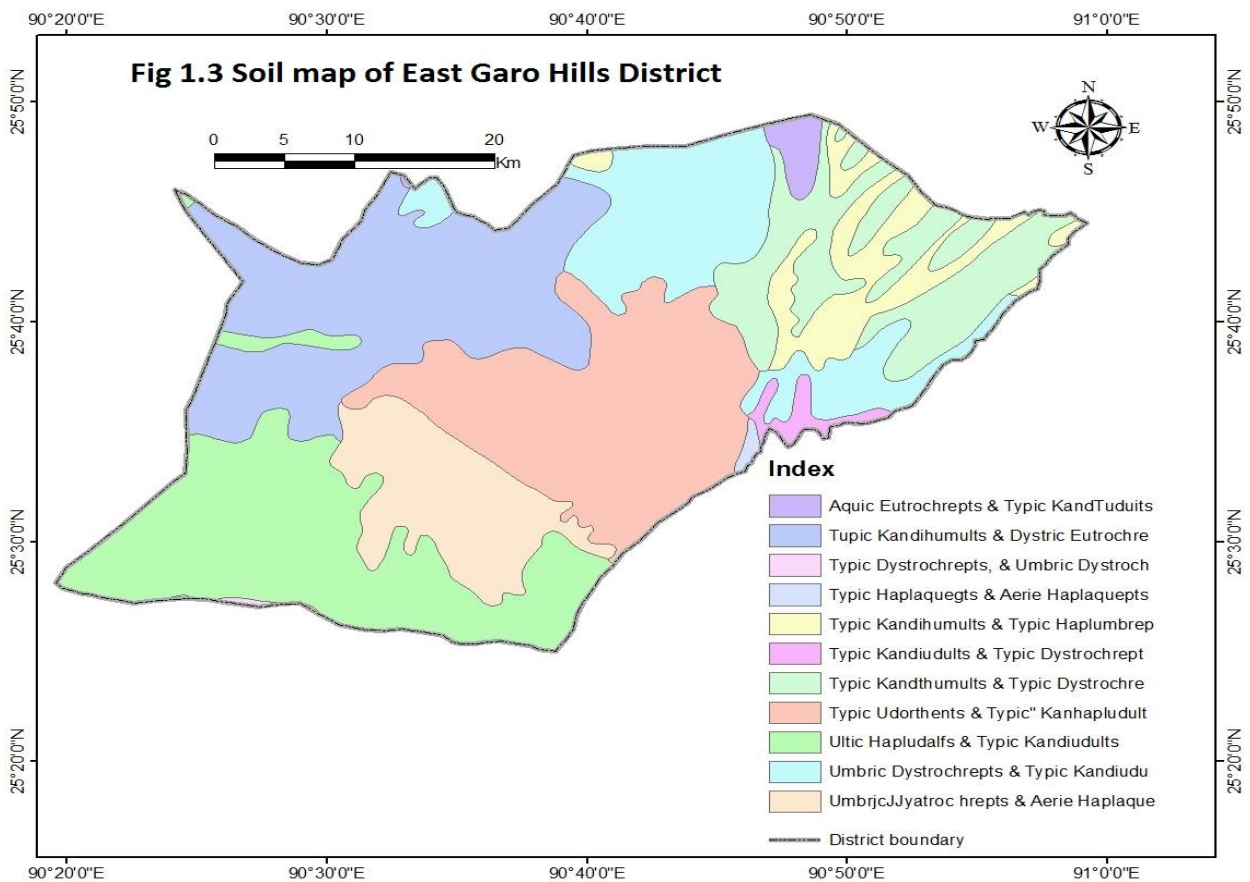 90°20'0"E 90°30'0"E 90°40'0"E 90°50'0"E 91°0'0"E
Fig 1.3 Soil map of East Garo Hills District
0 5 10 20
Km
N
W E
S
25°50'0"N 25°50'0"N
25°40'0"N 25°40'0"N
25°30'0"N 25°30'0"N
25°20'0"N 25°20'0"N
Index
Aquic Eutrochrepts & Typic KandTuduits
Tupic Kandihumults & Dystric Eutrochre
Typic Dystrochrepts, & Umbric Dystroch
Typic Haplaquegts & Aerie Haplaquepts
Typic Kandihumults & Typic Haplumbrep
Typic Kandiudults & Typic Dystrochrept
Typic Kandthumults & Typic Dystrochre
Typic Udorthents & Typic" Kanhapludult
Ultic Hapludalfs & Typic Kandiudults
Umbric Dystrochrepts & Typic Kandiudu
UmbrjcJJyatroc hrepts & Aerie Haplaque
District boundary
90°20'0"E 90°30'0"E 90°40'0"E 90°50'0"E 91°0'0"E